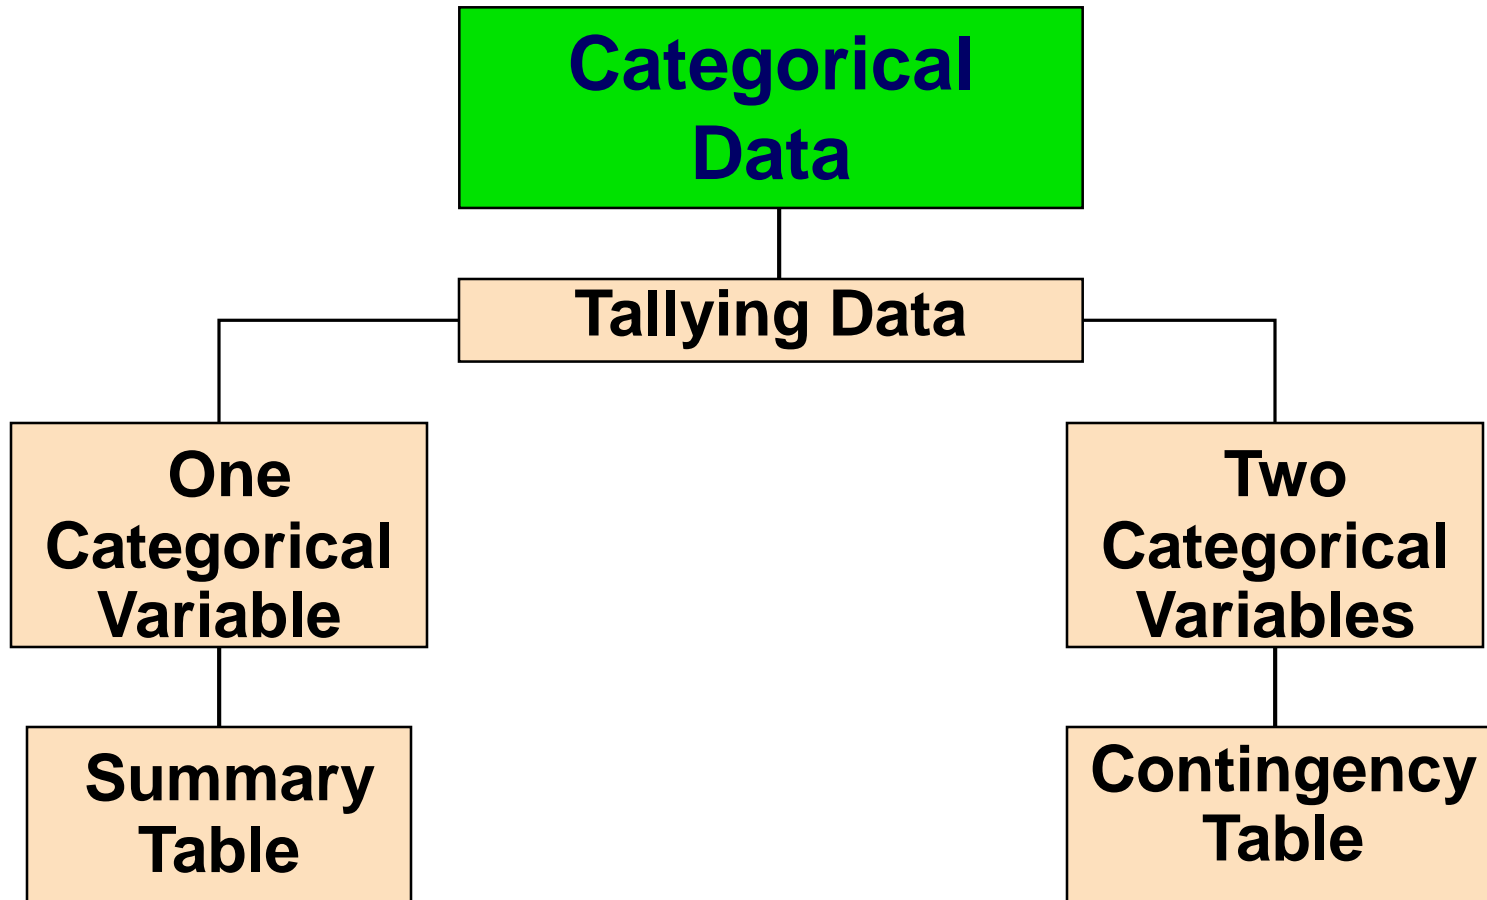 Categorical
Data
Tallying Data
One
Categorical
Variable
Two
Categorical
Variables
Summary
Table
Contingency
Table